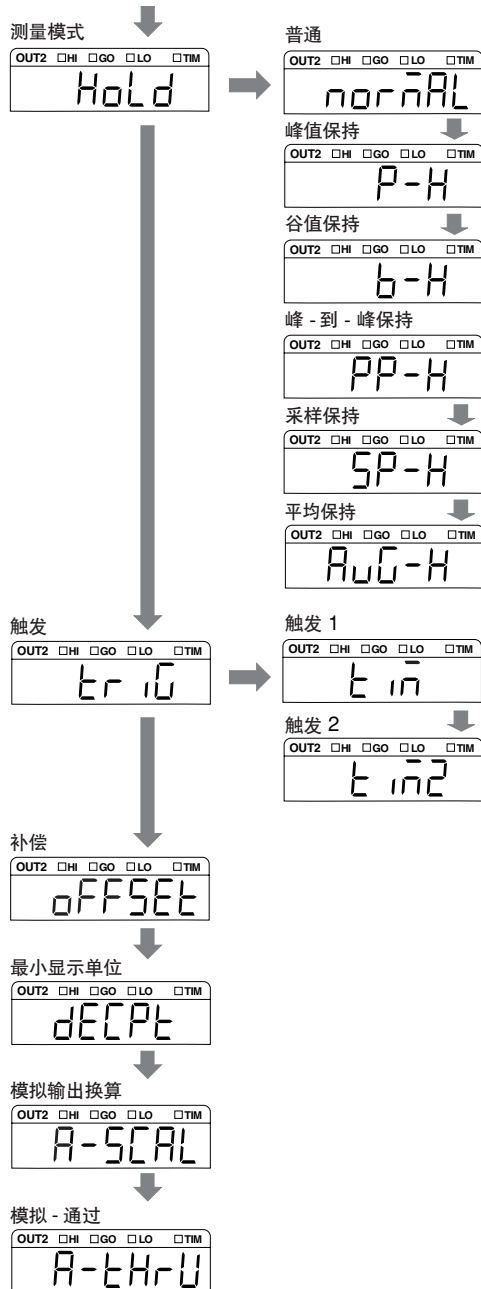 测量模式
OUT2 □HI □GO □LO □TIM
HoLd
普通
OUT2 □HI □GO □LO □TIM
normAL
峰值保持
OUT2 □HI □GO □LO □TIM
P-H
谷值保持
OUT2 □HI □GO □LO □TIM
b-H
峰 - 到 - 峰保持
OUT2 □HI □GO □LO □TIM
PP-H
采样保持
OUT2 □HI □GO □LO □TIM
SP-H
平均保持
OUT2 □HI □GO □LO □TIM
AvG-H
触发
OUT2 □HI □GO □LO □TIM
triG
触发 1
OUT2 □HI □GO □LO □TIM
tim
触发 2
OUT2 □HI □GO □LO □TIM
tim2
补偿
OUT2 □HI □GO □LO □TIM
oFFSEt
最小显示单位
OUT2 □HI □GO □LO □TIM
dECPt
模拟输出换算
OUT2 □HI □GO □LO □TIM
A-SCAL
模拟 - 通过
OUT2 □HI □GO □LO □TIM
A-tHrU